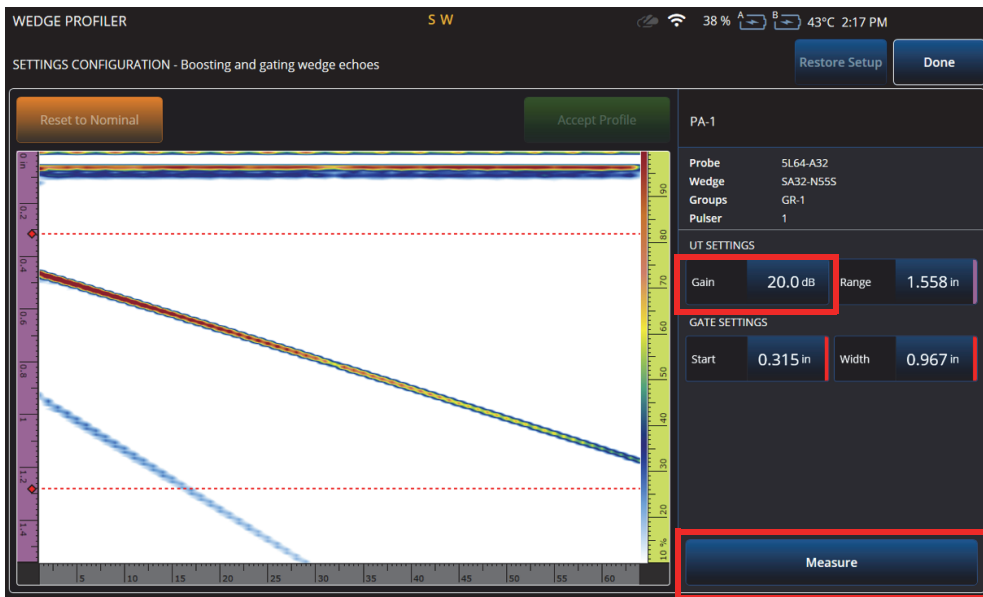 WEDGE PROFILER
S W
38 % A B 43°C 2:17 PM
SETTINGS CONFIGURATION - Boosting and gating wedge echoes
Restore Setup
Done
Reset to Nominal
Accept Profile
PA-1
Probe 5L64-A32
Wedge SA32-N55S
Groups GR-1
Pulser 1
UT SETTINGS
Gain 20.0 dB Range 1.558 in
GATE SETTINGS
Start 0.315 in Width 0.967 in
Measure
0 in 0.2 0.4 0.6 0.8 1 1.2 1.4
90 80 70 60 50 40 30 20 10 %
5 10 15 20 25 30 35 40 45 50 55 60